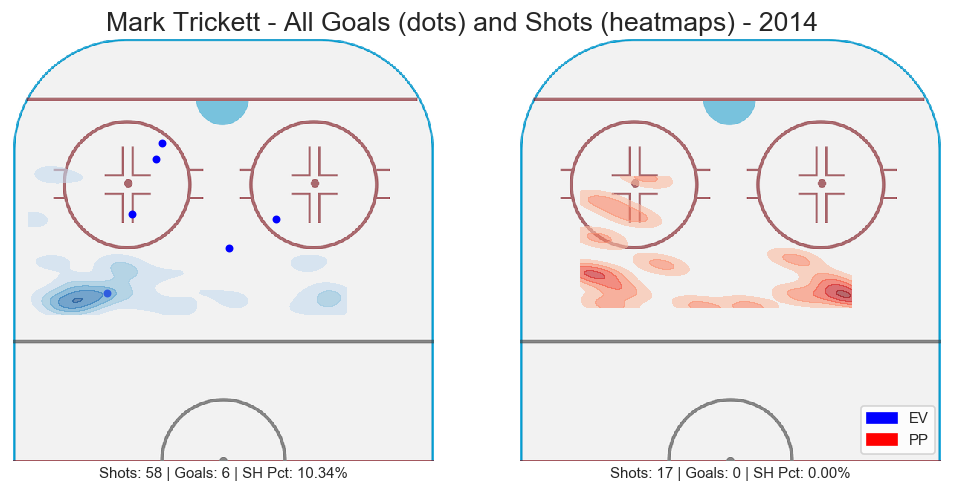 Mark Trickett - All Goals (dots) and Shots (heatmaps) - 2014
EV
PP
Shots: 58 | Goals: 6 | SH Pct: 10.34%
Shots: 17 | Goals: 0 | SH Pct: 0.00%